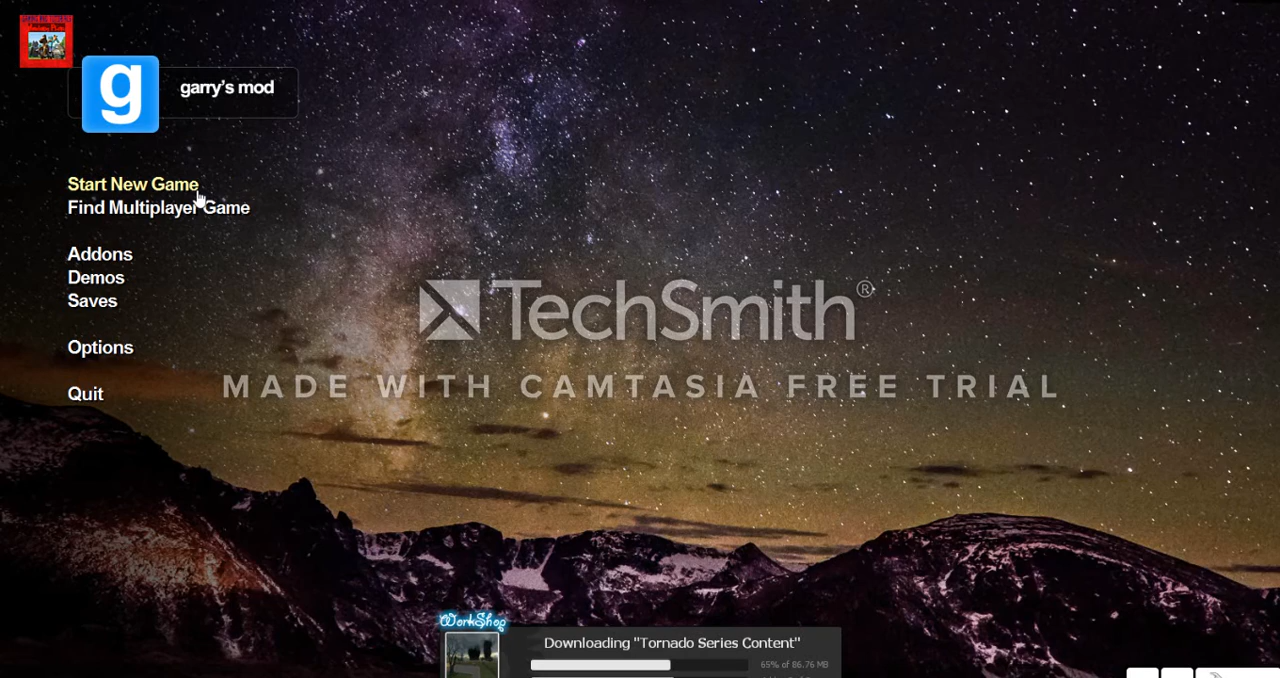 g
garry's mod
Start New Game
Find Multiplayer Game
Addons
Demos
Saves
Options
Quit
TechSmith®
MADE WITH CAMTASIA FREE TRIAL
WorkShop
Downloading "Tornado Series Content"
65% of 86.76 MB